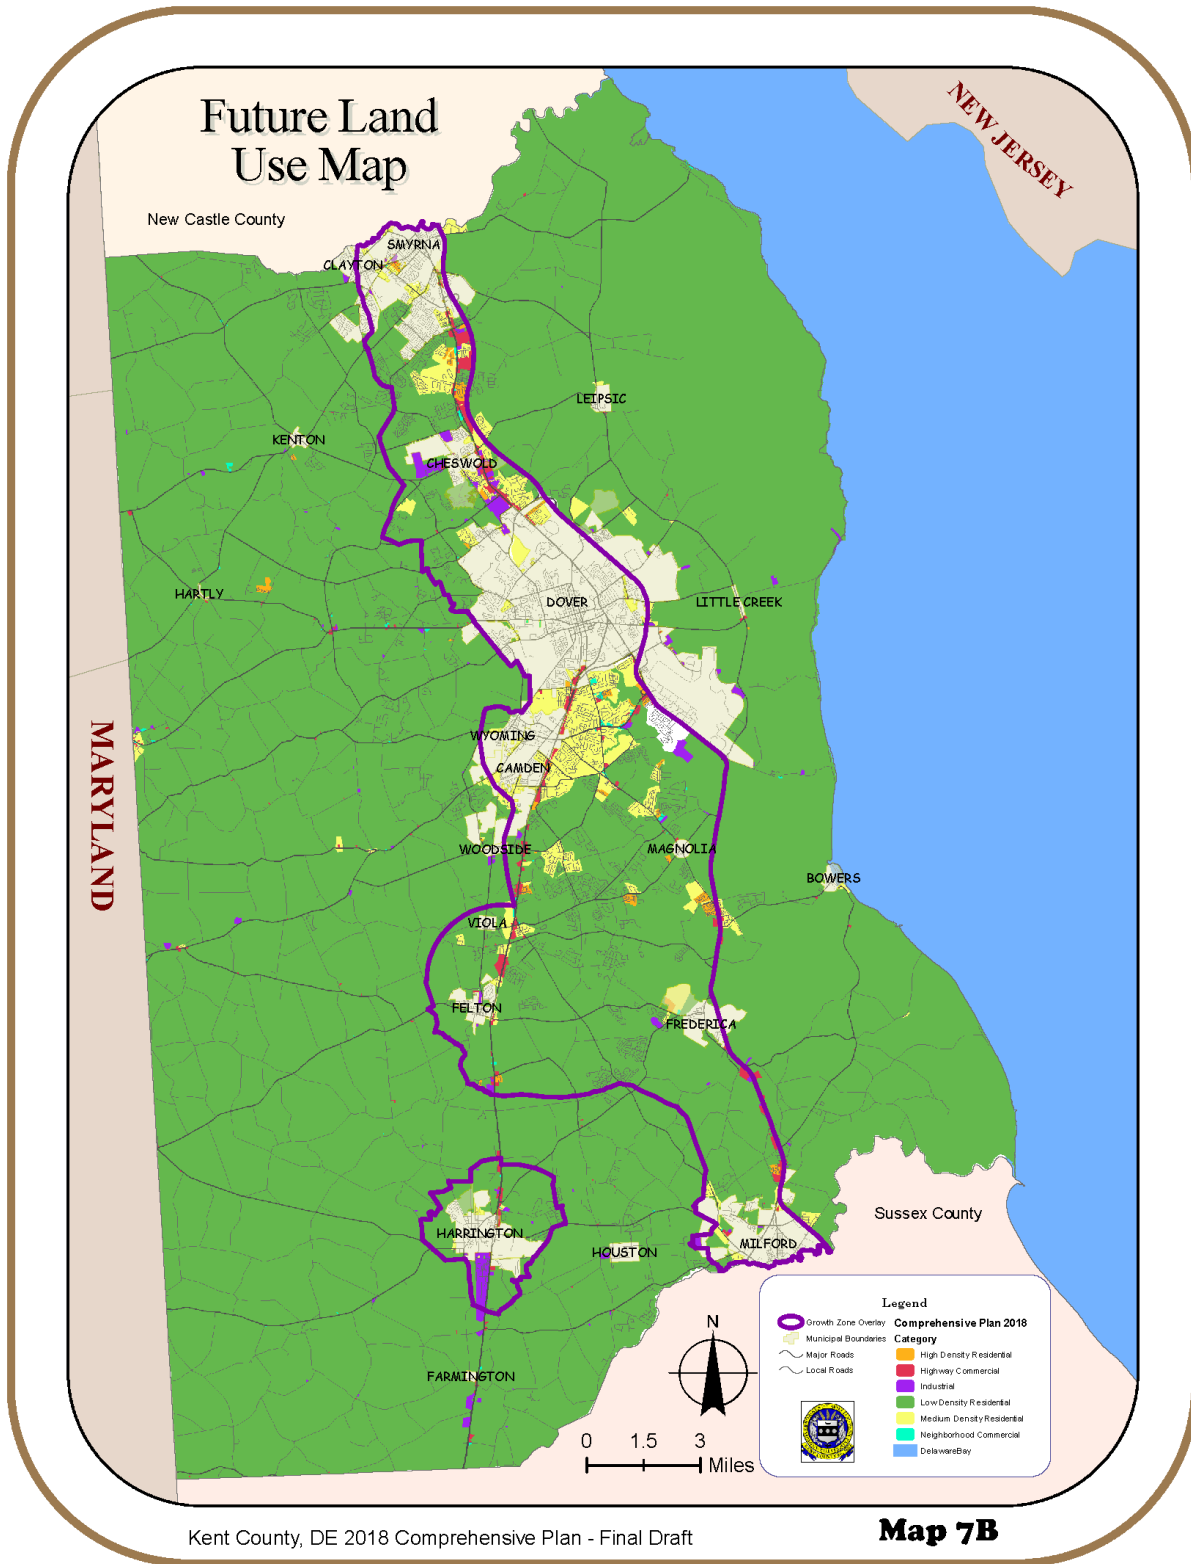 Future Land
Use Map
NEW JERSEY
New Castle County
SMYRNA
CLAYTON
LEIPSIC
KENTON
CHESWOLD
HARTLY
DOVER
LITTLE CREEK
MARYLAND
WYOMING
CAMDEN
WOODSIDE
MAGNOLIA
BOWERS
VIOLA
FELTON
FREDERICA
Sussex County
HARRINGTON
HOUSTON
MILFORD
FARMINGTON
N
0 1.5 3
Miles
Legend
Growth Zone Overlay
Municipal Boundaries
Major Roads
Local Roads
Comprehensive Plan 2018
Category
High Density Residential
Highway Commercial
Industrial
Low Density Residential
Medium Density Residential
Neighborhood Commercial
DelawareBay
Kent County, DE 2018 Comprehensive Plan - Final Draft
Map 7B